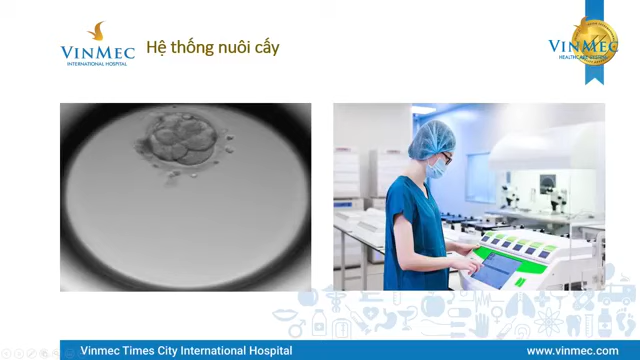 VINMEC
INTERNATIONAL HOSPITAL
Hệ thống nuôi cấy
VINMEC
Vinmec Times City International Hospital
www.vinmec.com